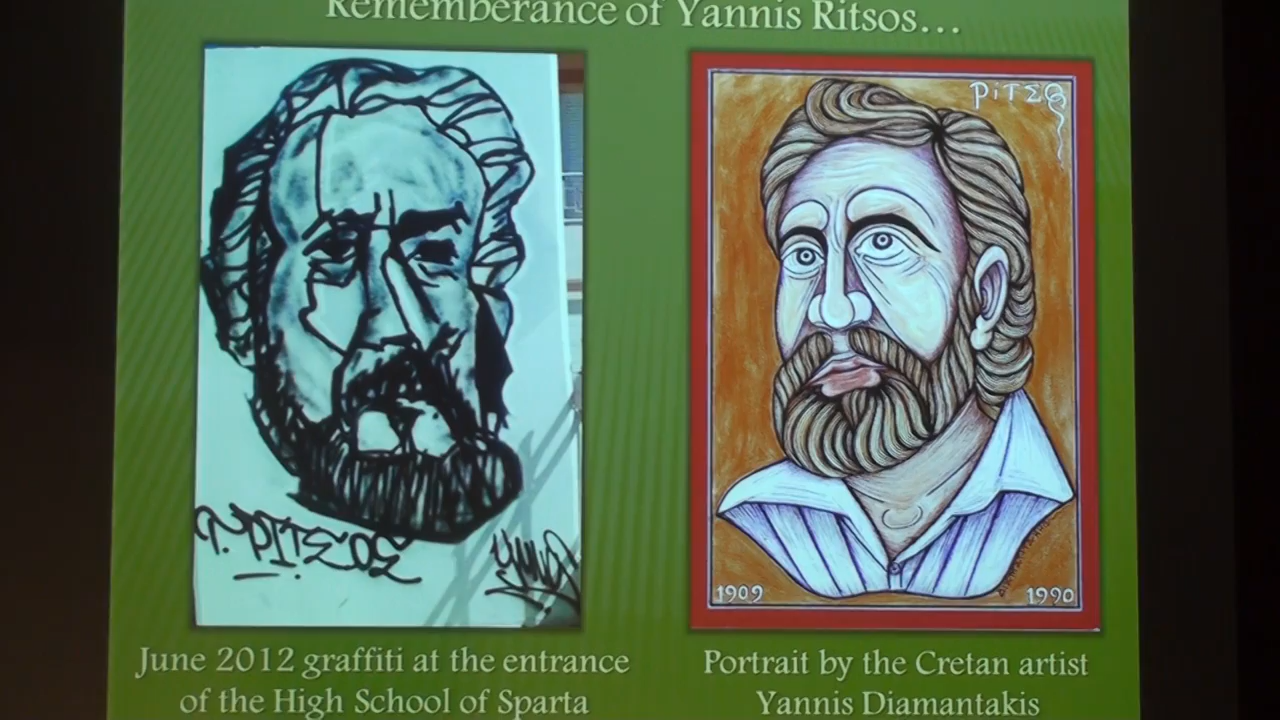 Rememberance of Yannis Ritsos...
Γ. ΡΙΤΣΟΣ
ΡίΤΣΟς
1909
1990
June 2012 graffiti at the entrance
of the High School of Sparta
Portrait by the Cretan artist
Yannis Diamantakis